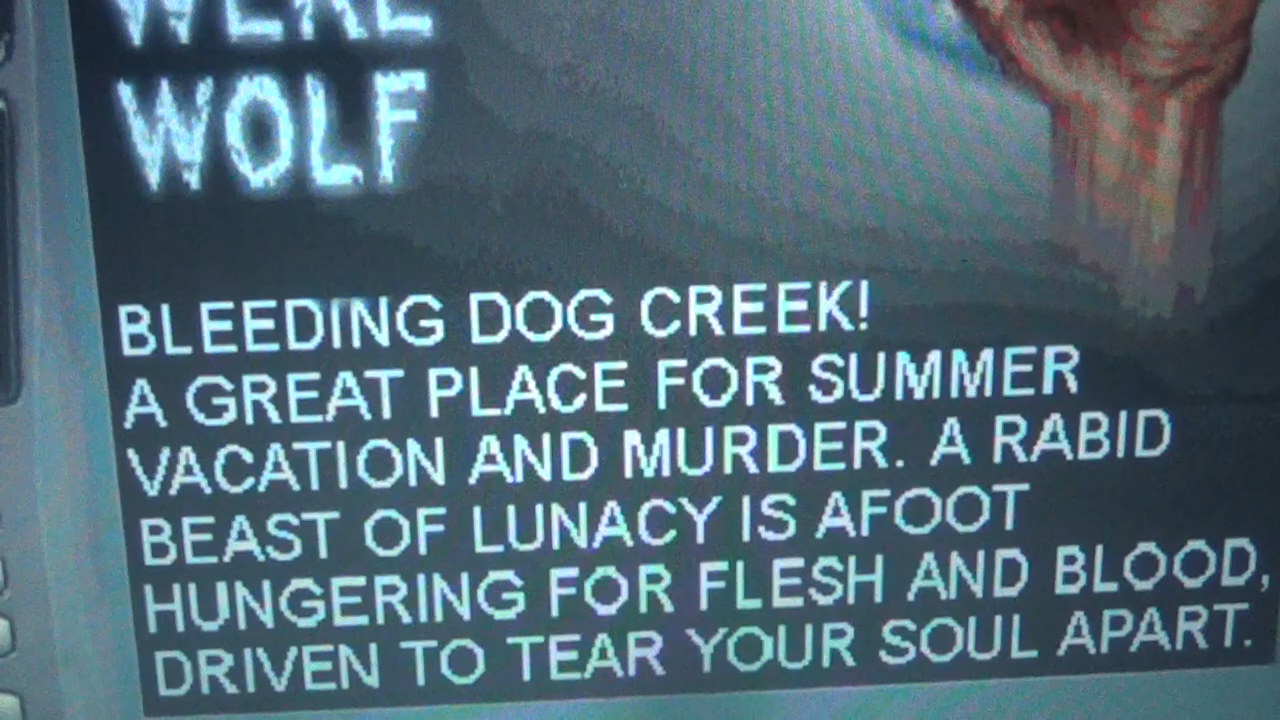 WERE
WOLF
BLEEDING DOG CREEK!
A GREAT PLACE FOR SUMMER
VACATION AND MURDER. A RABID
BEAST OF LUNACY IS AFOOT
HUNGERING FOR FLESH AND BLOOD,
DRIVEN TO TEAR YOUR SOUL APART.